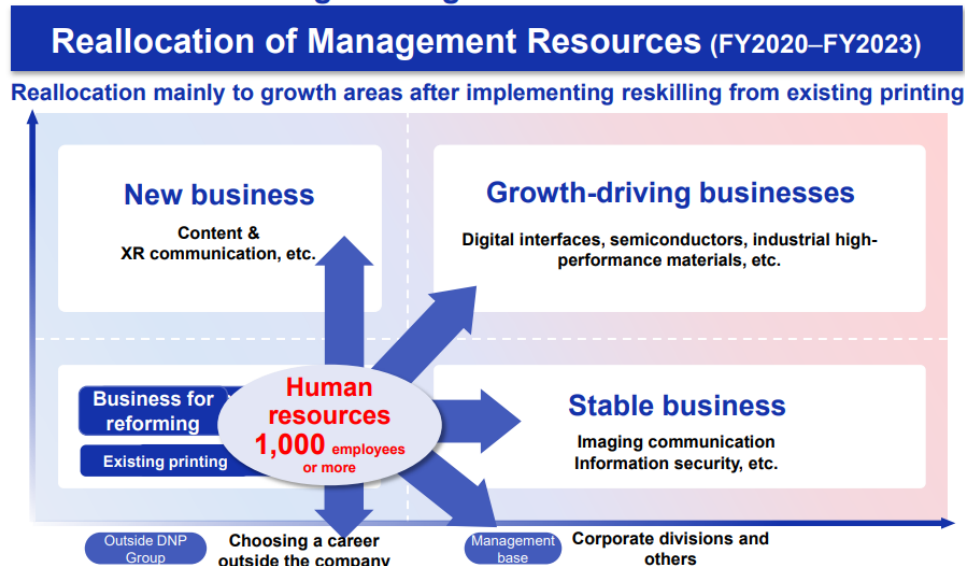 Reallocation of Management Resources (FY2020–FY2023)
Reallocation mainly to growth areas after implementing reskilling from existing printing
New business
Content &
XR communication, etc.
Growth-driving businesses
Digital interfaces, semiconductors, industrial high-
performance materials, etc.
Business for
reforming
Existing printing
Human
resources
1,000 employees
or more
Stable business
Imaging communication
Information security, etc.
Outside DNP
Group
Choosing a career
outside the company
Management
base
Corporate divisions and
others